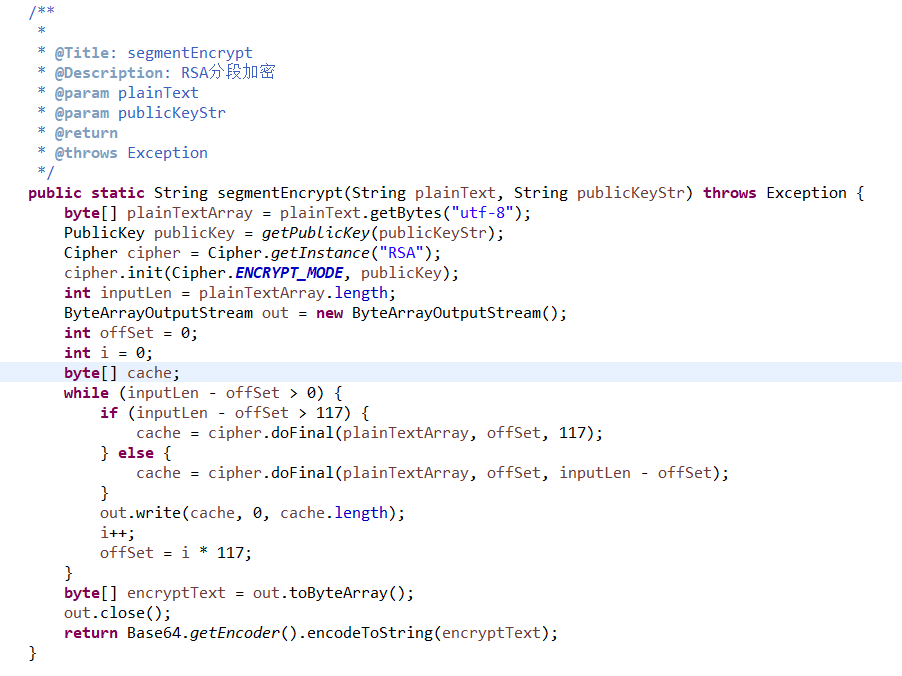 /**
 *
 * @Title: segmentEncrypt
 * @Description: RSA分段加密
 * @param plainText
 * @param publicKeyStr
 * @return
 * @throws Exception
 */
public static String segmentEncrypt(String plainText, String publicKeyStr) throws Exception {
    byte[] plainTextArray = plainText.getBytes("utf-8");
    PublicKey publicKey = getPublicKey(publicKeyStr);
    Cipher cipher = Cipher.getInstance("RSA");
    cipher.init(Cipher.ENCRYPT_MODE, publicKey);
    int inputLen = plainTextArray.length;
    ByteArrayOutputStream out = new ByteArrayOutputStream();
    int offSet = 0;
    int i = 0;
    byte[] cache;
    while (inputLen - offSet > 0) {
        if (inputLen - offSet > 117) {
            cache = cipher.doFinal(plainTextArray, offSet, 117);
        } else {
            cache = cipher.doFinal(plainTextArray, offSet, inputLen - offSet);
        }
        out.write(cache, 0, cache.length);
        i++;
        offSet = i * 117;
    }
    byte[] encryptText = out.toByteArray();
    out.close();
    return Base64.getEncoder().encodeToString(encryptText);
}